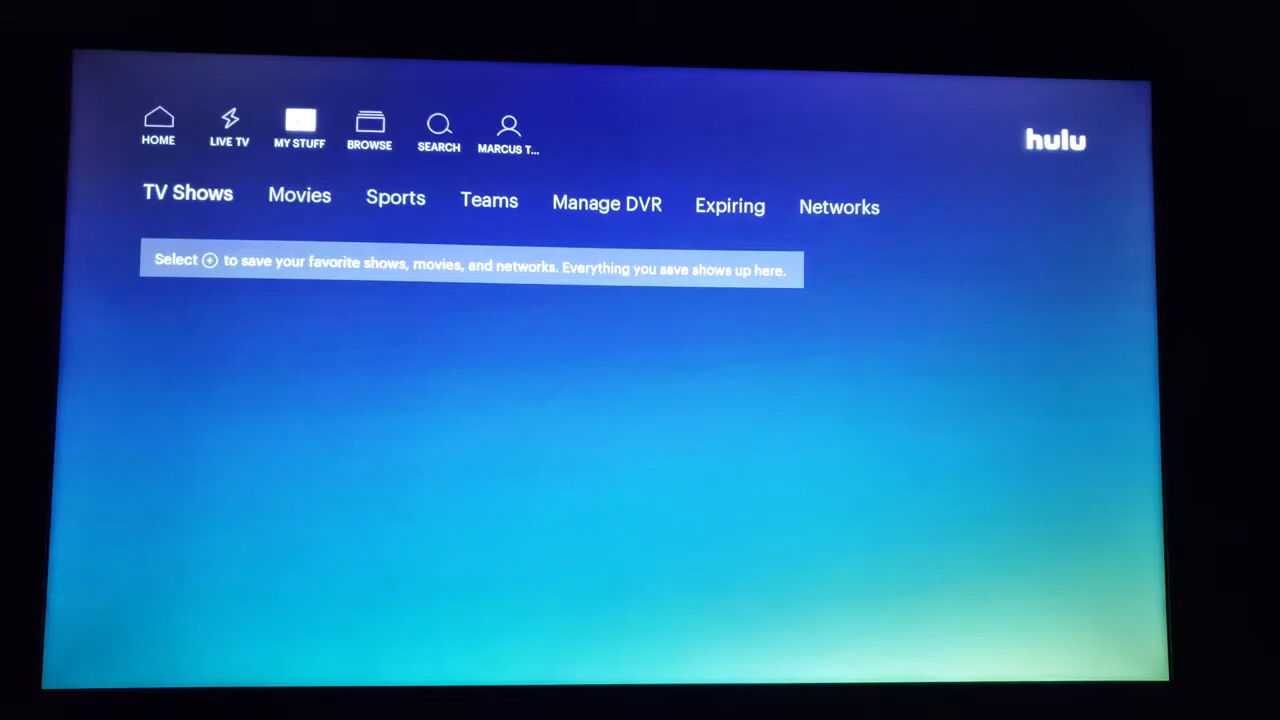 HOME LIVE TV MY STUFF BROWSE SEARCH MARCUS T...
hulu
TV Shows Movies Sports Teams Manage DVR Expiring Networks
Select + to save your favorite shows, movies, and networks. Everything you save shows up here.